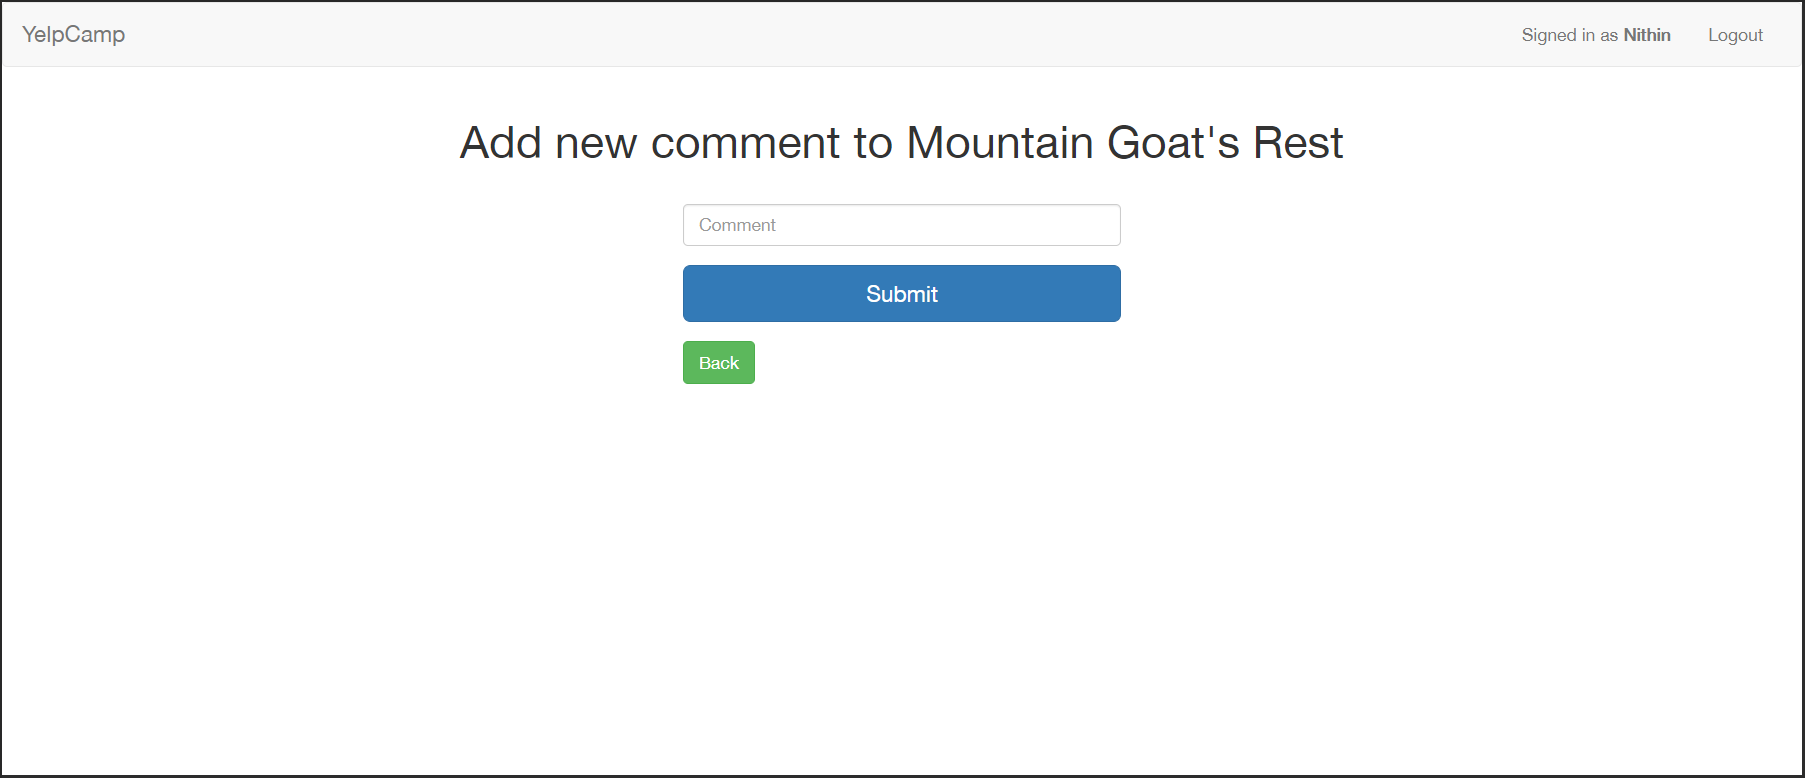 YelpCamp Signed in as Nithin Logout
Add new comment to Mountain Goat's Rest
Comment
Submit
Back